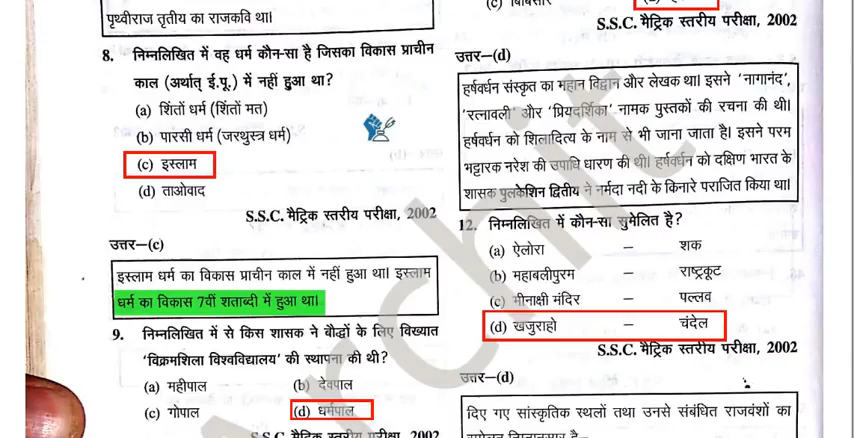 पृथ्वीराज तृतीय का राजकवि था।
8. निम्नलिखित में वह धर्म कौन-सा है जिसका विकास प्राचीन
काल (अर्थात् ई.पू.) में नहीं हुआ था?
(a) शिंतों धर्म (शिंतों मत)
(b) पारसी धर्म (जरथुस्त्र धर्म)
(c) इस्लाम
(d) ताओवाद
S.S.C. मैट्रिक स्तरीय परीक्षा, 2002
उत्तर—(c)
इस्लाम धर्म का विकास प्राचीन काल में नहीं हुआ था। इस्लाम
धर्म का विकास 7वीं शताब्दी में हुआ था।
9. निम्नलिखित में से किस शासक ने बौद्धों के लिए विख्यात
'विक्रमशिला विश्वविद्यालय' की स्थापना की थी?
(a) महीपाल (b) देवपाल
(c) गोपाल (d) धर्मपाल
S.S.C. मैट्रिक स्तरीय परीक्षा, 2002
(c) बिंबिसार
S.S.C. मैट्रिक स्तरीय परीक्षा, 2002
उत्तर—(d)
हर्षवर्धन संस्कृत का महान विद्वान और लेखक था। इसने 'नागानंद',
'रत्नावली' और 'प्रियदर्शिका' नामक पुस्तकों की रचना की थी।
हर्षवर्धन को शिलादित्य के नाम से भी जाना जाता है। इसने परम
भट्टारक नरेश की उपाधि धारण की थी। हर्षवर्धन को दक्षिण भारत के
शासक पुलकेशिन द्वितीय ने नर्मदा नदी के किनारे पराजित किया था।
12. निम्नलिखित में कौन-सा सुमेलित है?
(a) ऐलोरा – शक
(b) महाबलीपुरम – राष्ट्रकूट
(c) मीनाक्षी मंदिर – पल्लव
(d) खजुराहो – चंदेल
S.S.C. मैट्रिक स्तरीय परीक्षा, 2002
उत्तर—(d)
दिए गए सांस्कृतिक स्थलों तथा उनसे संबंधित राजवंशों का
सुमेलन निम्नानुसार है–
Archit